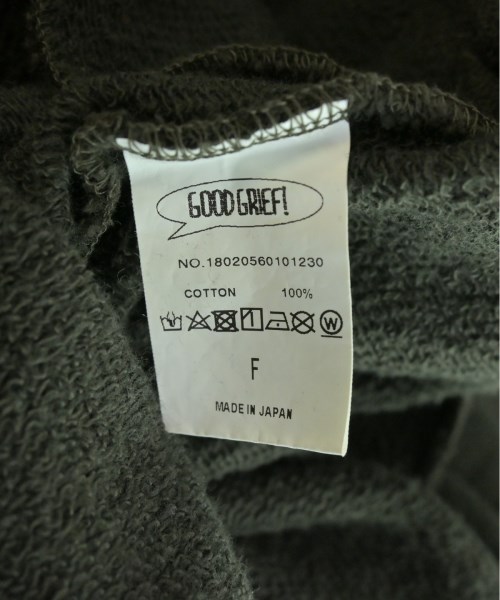 GOOD GRIEF!
NO.18020560101230
COTTON 100%
W
F
MADE IN JAPAN